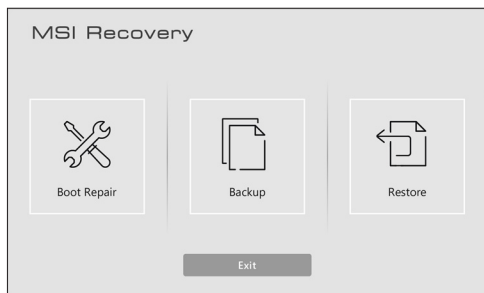 MSI Recovery
Boot Repair
Backup
Restore
Exit